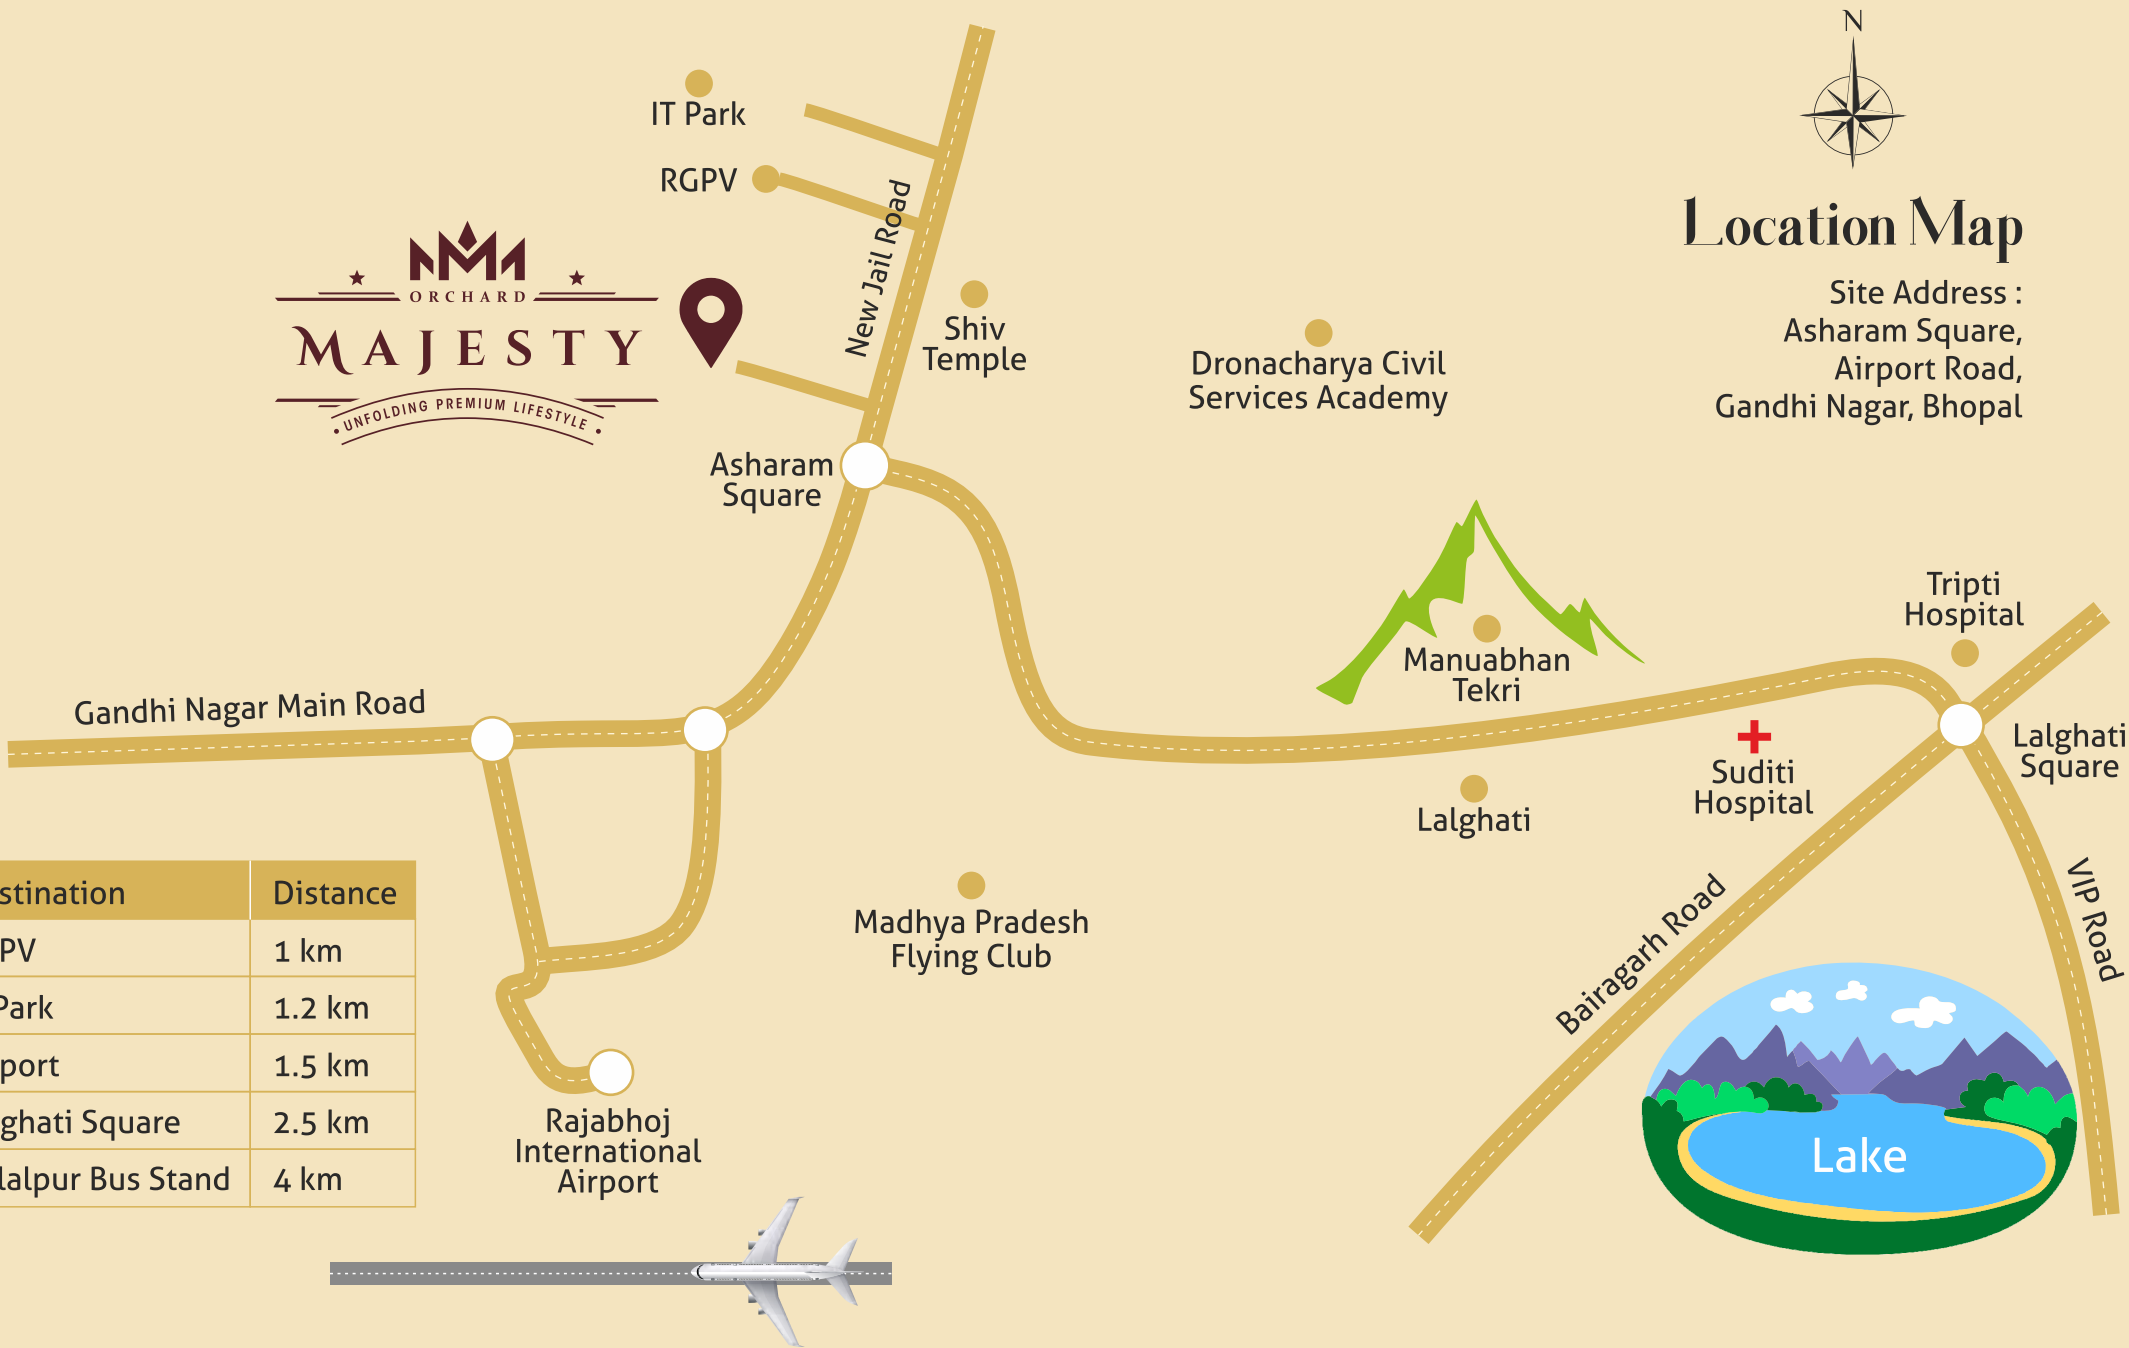 N
Location Map
Site Address :
Asharam Square,
Airport Road,
Gandhi Nagar, Bhopal
IT Park
RGPV
New Jail Road
ORCHARD
MAJESTY
• UNFOLDING PREMIUM LIFESTYLE •
Shiv
Temple
Dronacharya Civil
Services Academy
Asharam
Square
Manuabhan
Tekri
Tripti
Hospital
Gandhi Nagar Main Road
Lalghati
Square
Suditi
Hospital
Lalghati
VIP Road
Bairagarh Road
Madhya Pradesh
Flying Club
stination Distance
PV 1 km
Park 1.2 km
port 1.5 km
ghati Square 2.5 km
lalpur Bus Stand 4 km
Rajabhoj
International
Airport
Lake